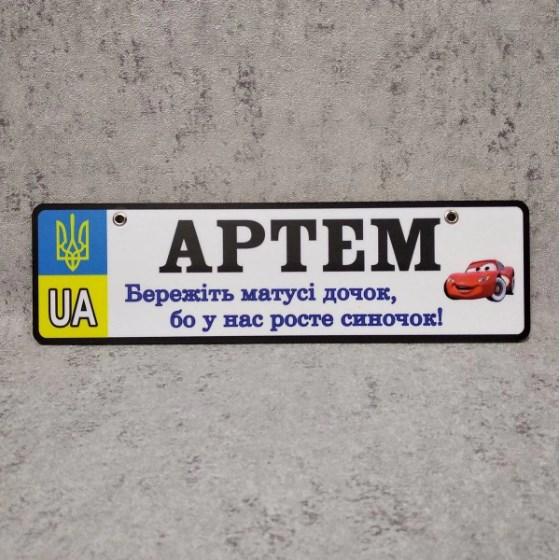 АРТЕМ
UA
Бережіть матусі дочок,
бо у нас росте синочок!